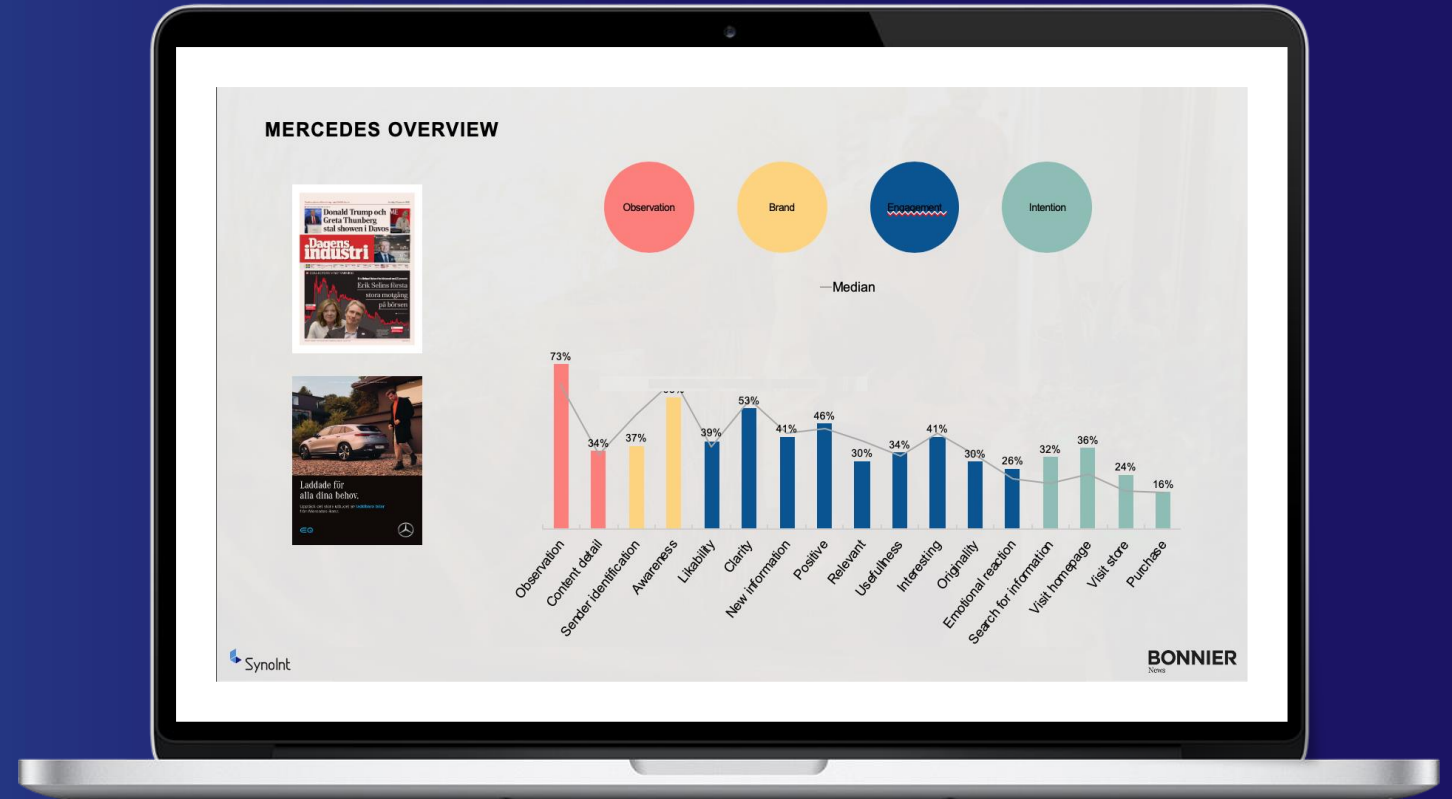 MERCEDES OVERVIEW
Donald Trump och
Greta Thunberg
stal showen i Davos
Dagens
industri
Erik Selins första
stora motgång
på börsen
Laddade för
alla dina behov.
EQ
Observation
Brand
Engagement
Intention
Median
73%
34%
37%
39%
53%
41%
46%
30%
34%
41%
30%
26%
32%
36%
24%
16%
Observation
Content detail
Sender identification
Awareness
Likability
Clarity
New information
Positive
Relevant
Usefullness
Interesting
Originality
Emotional reaction
Search for information
Visit homepage
Visit store
Purchase
SynoInt
BONNIER
News